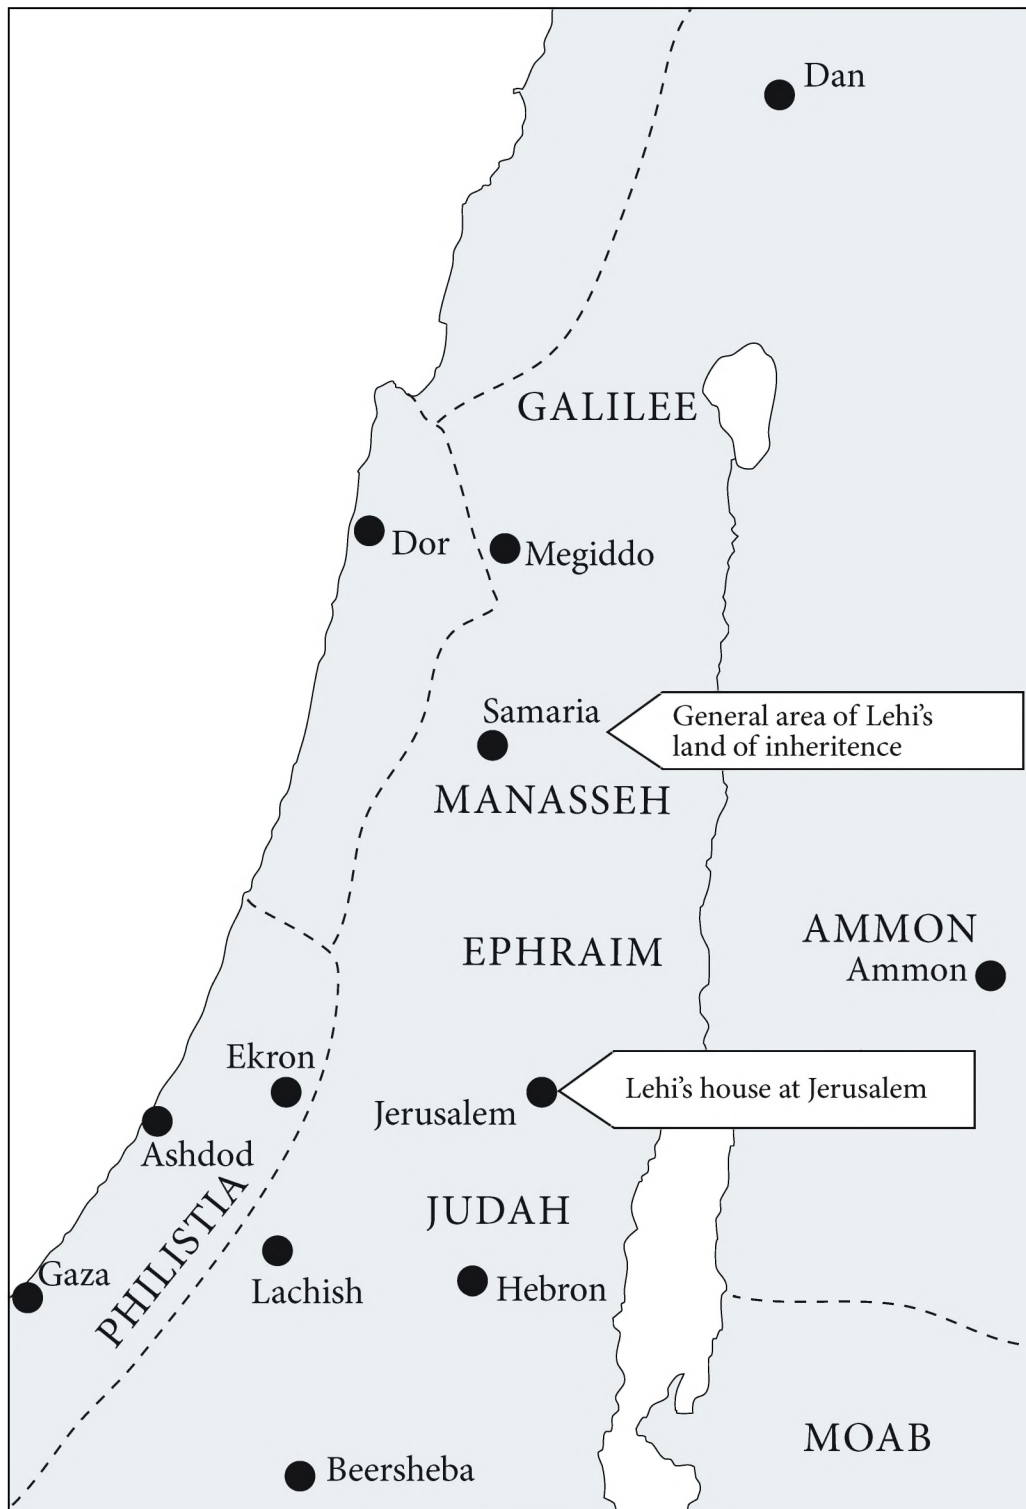 Dan
GALILEE
Dor
Megiddo
Samaria
General area of Lehi’s
land of inheritence
MANASSEH
AMMON
EPHRAIM
Ammon
Ekron
Lehi’s house at Jerusalem
Jerusalem
Ashdod
JUDAH
PHILISTIA
Gaza
Lachish
Hebron
MOAB
Beersheba